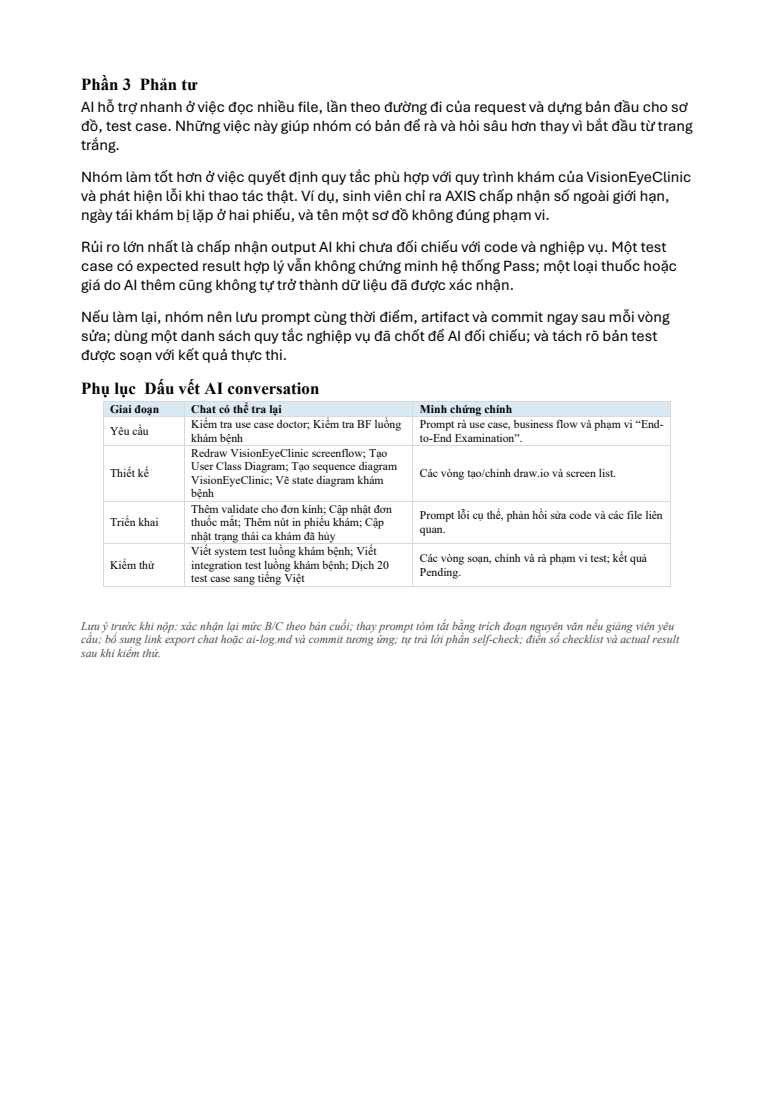 Phần 3  Phản tư
AI hỗ trợ nhanh ở việc đọc nhiều file, lần theo đường đi của request và dựng bản đầu cho sơ
đồ, test case. Những việc này giúp nhóm có bản để rà và hỏi sâu hơn thay vì bắt đầu từ trang
trắng.
Nhóm làm tốt hơn ở việc quyết định quy tắc phù hợp với quy trình khám của VisionEyeClinic
và phát hiện lỗi khi thao tác thật. Ví dụ, sinh viên chỉ ra AXIS chấp nhận số ngoài giới hạn,
ngày tái khám bị lặp ở hai phiếu, và tên một sơ đồ không đúng phạm vi.
Rủi ro lớn nhất là chấp nhận output AI khi chưa đối chiếu với code và nghiệp vụ. Một test
case có expected result hợp lý vẫn không chứng minh hệ thống Pass; một loại thuốc hoặc
giá do AI thêm cũng không tự trở thành dữ liệu đã được xác nhận.
Nếu làm lại, nhóm nên lưu prompt cùng thời điểm, artifact và commit ngay sau mỗi vòng
sửa; dùng một danh sách quy tắc nghiệp vụ đã chốt để AI đối chiếu; và tách rõ bản test
được soạn với kết quả thực thi.
Phụ lục  Dấu vết AI conversation
Giai đoạn
Chat có thể tra lại
Minh chứng chính
Yêu cầu
Kiểm tra use case doctor; Kiểm tra BF luồng
khám bệnh
Prompt rà use case, business flow và phạm vi “End-
to-End Examination”.
Thiết kế
Redraw VisionEyeClinic screenflow; Tạo
User Class Diagram; Tạo sequence diagram
VisionEyeClinic; Vẽ state diagram khám
bệnh
Các vòng tạo/chỉnh draw.io và screen list.
Triển khai
Thêm validate cho đơn kính; Cập nhật đơn
thuốc mắt; Thêm nút in phiếu khám; Cập
nhật trạng thái ca khám đã hủy
Prompt lỗi cụ thể, phản hồi sửa code và các file liên
quan.
Kiểm thử
Viết system test luồng khám bệnh; Viết
integration test luồng khám bệnh; Dịch 20
test case sang tiếng Việt
Các vòng soạn, chỉnh và rà phạm vi test; kết quả
Pending.
Lưu ý trước khi nộp: xác nhận lại mức B/C theo bản cuối; thay prompt tóm tắt bằng trích đoạn nguyên văn nếu giảng viên yêu
cầu; bổ sung link export chat hoặc ai-log.md và commit tương ứng; tự trả lời phần self-check; điền số checklist và actual result
sau khi kiểm thử.